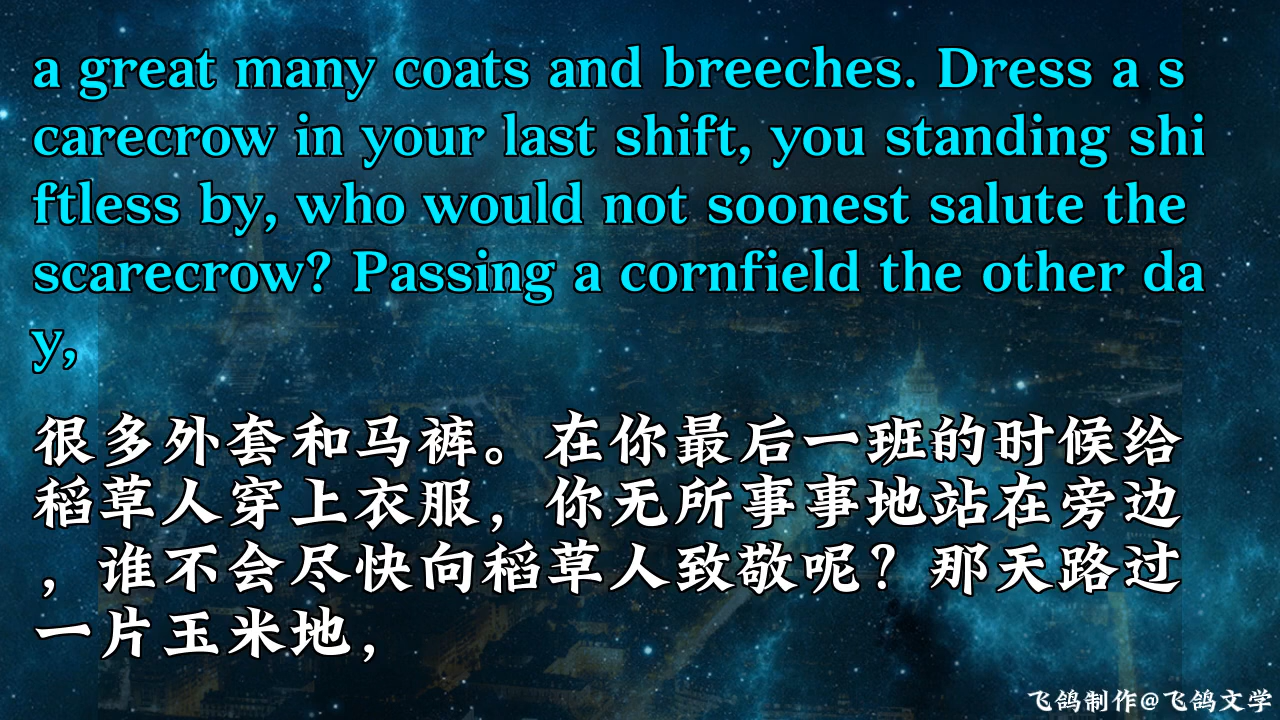 a great many coats and breeches. Dress a s
carecrow in your last shift, you standing shi
ftless by, who would not soonest salute the
scarecrow? Passing a cornfield the other da
y,
很多外套和马裤。在你最后一班的时候给
稻草人穿上衣服，你无所事事地站在旁边
，谁不会尽快向稻草人致敬呢？那天路过
一片玉米地，
飞鸽制作@飞鸽文学